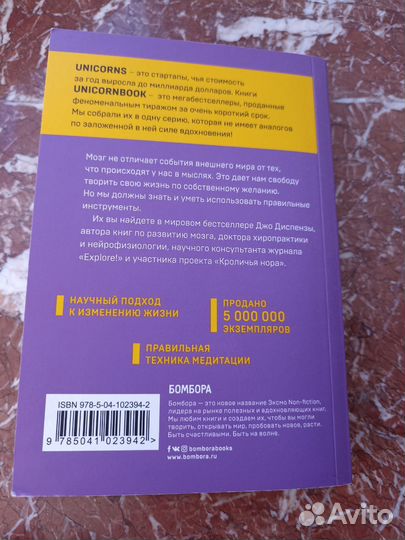 UNICORNS – это стартапы, чья стоимость
за год выросла до миллиарда долларов. Книги
UNICORNBOOK – это мегабестселлеры, проданные
феноменальным тиражом за очень короткий срок.
Мы собрали их в одну серию, которая не имеет аналогов
по заложенной в ней силе вдохновения!
Мозг не отличает события внешнего мира от тех,
что происходят у нас в мыслях. Это дает нам свободу
творить свою жизнь по собственному желанию.
Но мы должны знать и уметь использовать правильные
инструменты.
Их вы найдете в мировом бестселлере Джо Диспензы,
автора книг по развитию мозга, доктора хиропрактики
и нейрофизиологии, научного консультанта журнала
«Explore!» и участника проекта «Кроличья нора».
НАУЧНЫЙ ПОДХОД
К ИЗМЕНЕНИЮ ЖИЗНИ
ПРОДАНО
5 000 000
ЭКЗЕМПЛЯРОВ
ПРАВИЛЬНАЯ
ТЕХНИКА МЕДИТАЦИИ
БОМБОРА
Бомбора – это новое название Эксмо Non-fiction,
лидера на рынке полезных и вдохновляющих книг.
Мы любим книги и создаем их, чтобы вы могли
творить, открывать мир, пробовать новое, расти.
Быть счастливыми. Быть на волне.
bomborabooks
bombora.ru
ISBN 978-5-04-102394-2
9 785041 023942 >
Avito